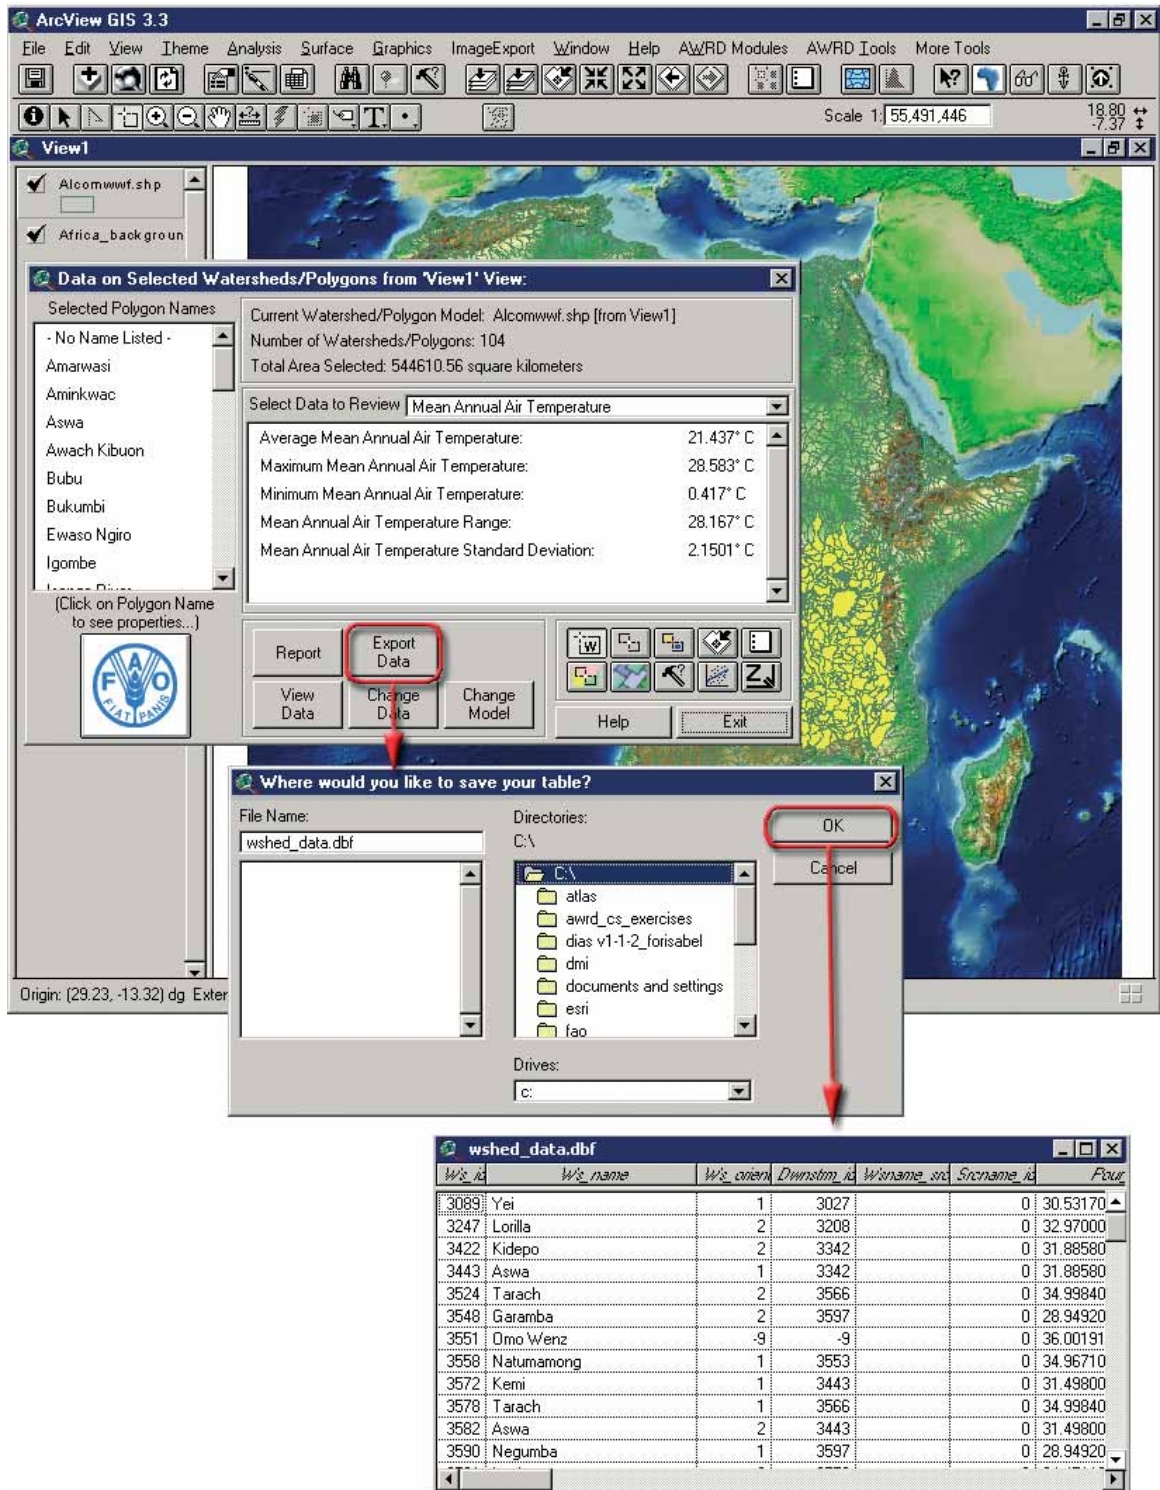 ArcView GIS 3.3
File Edit View Theme Analysis Surface Graphics ImageExport Window Help AWRD Modules AWRD Tools More Tools
Scale 1: 55,491,446
18.80
-7.37
View1
Alcomwwf.shp
Africa_backgroun
Data on Selected Watersheds/Polygons from 'View1' View:
Selected Polygon Names
- No Name Listed -
Amarwasi
Aminkwac
Aswa
Awach Kibuon
Bubu
Bukumbi
Ewaso Ngiro
Igombe
(Click on Polygon Name
to see properties...)
FAO
FIAT PANIS
Current Watershed/Polygon Model: Alcomwwf.shp [from View1]
Number of Watersheds/Polygons: 104
Total Area Selected: 544610.56 square kilometers
Select Data to Review Mean Annual Air Temperature
Average Mean Annual Air Temperature: 21.437° C
Maximum Mean Annual Air Temperature: 28.583° C
Minimum Mean Annual Air Temperature: 0.417° C
Mean Annual Air Temperature Range: 28.167° C
Mean Annual Air Temperature Standard Deviation: 2.1501° C
Report
Export Data
View Data
Change Data
Change Model
W
Z
Help
Exit
Where would you like to save your table?
File Name:
wshed_data.dbf
Directories:
C:\
C:\
atlas
awrd_cs_exercises
dias v1-1-2_forisabel
dmi
documents and settings
esri
fao
Drives:
c:
OK
Cancel
Origin: (29.23, -13.32) dg Exter
wshed_data.dbf
Ws_id Ws_name Ws_orient Dwnstm_id Wsname_src Srcname_id Pour_
3089 Yei 1 3027 0 30.53170
3247 Lorilla 2 3208 0 32.97000
3422 Kidepo 2 3342 0 31.88580
3443 Aswa 1 3342 0 31.88580
3524 Tarach 2 3566 0 34.99840
3548 Garamba 2 3597 0 28.94920
3551 Omo Wenz -9 -9 0 36.00191
3558 Natumamong 1 3553 0 34.96710
3572 Kemi 1 3443 0 31.49800
3578 Tarach 1 3566 0 34.99840
3582 Aswa 2 3443 0 31.49800
3590 Negumba 1 3597 0 28.94920